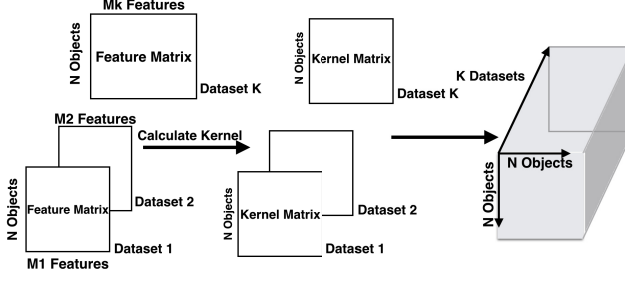 Mk Features
N Objects
Feature Matrix
Dataset K
N Objects
Kernel Matrix
Dataset K
K Datasets
M2 Features
Calculate Kernel
N Objects
Feature Matrix
Dataset 2
Dataset 1
M1 Features
N Objects
Kernel Matrix
Dataset 2
Dataset 1
N Objects
N Objects